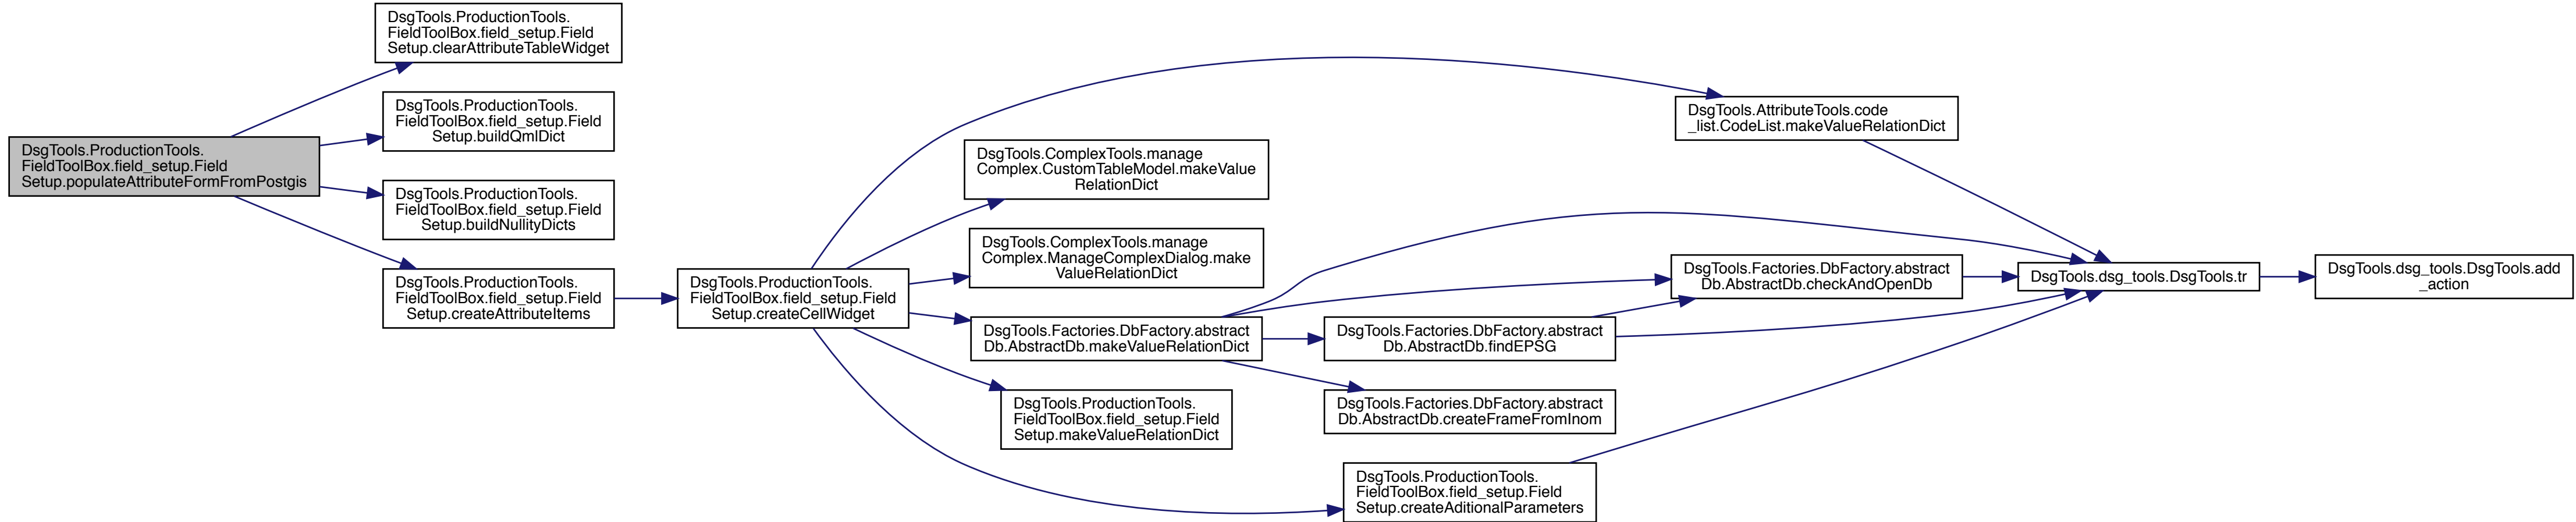 DsgTools.ProductionTools.
FieldToolBox.field_setup.Field
Setup.populateAttributeFormFromPostgis
DsgTools.ProductionTools.
FieldToolBox.field_setup.Field
Setup.clearAttributeTableWidget
DsgTools.ProductionTools.
FieldToolBox.field_setup.Field
Setup.buildQmlDict
DsgTools.ProductionTools.
FieldToolBox.field_setup.Field
Setup.buildNullityDicts
DsgTools.ProductionTools.
FieldToolBox.field_setup.Field
Setup.createAttributeItems
DsgTools.ProductionTools.
FieldToolBox.field_setup.Field
Setup.createCellWidget
DsgTools.ComplexTools.manage
Complex.CustomTableModel.makeValue
RelationDict
DsgTools.ComplexTools.manage
Complex.ManageComplexDialog.make
ValueRelationDict
DsgTools.Factories.DbFactory.abstract
Db.AbstractDb.makeValueRelationDict
DsgTools.ProductionTools.
FieldToolBox.field_setup.Field
Setup.makeValueRelationDict
DsgTools.Factories.DbFactory.abstract
Db.AbstractDb.findEPSG
DsgTools.Factories.DbFactory.abstract
Db.AbstractDb.createFrameFromInom
DsgTools.ProductionTools.
FieldToolBox.field_setup.Field
Setup.createAditionalParameters
DsgTools.AttributeTools.code
_list.CodeList.makeValueRelationDict
DsgTools.Factories.DbFactory.abstract
Db.AbstractDb.checkAndOpenDb
DsgTools.dsg_tools.DsgTools.tr
DsgTools.dsg_tools.DsgTools.add
_action